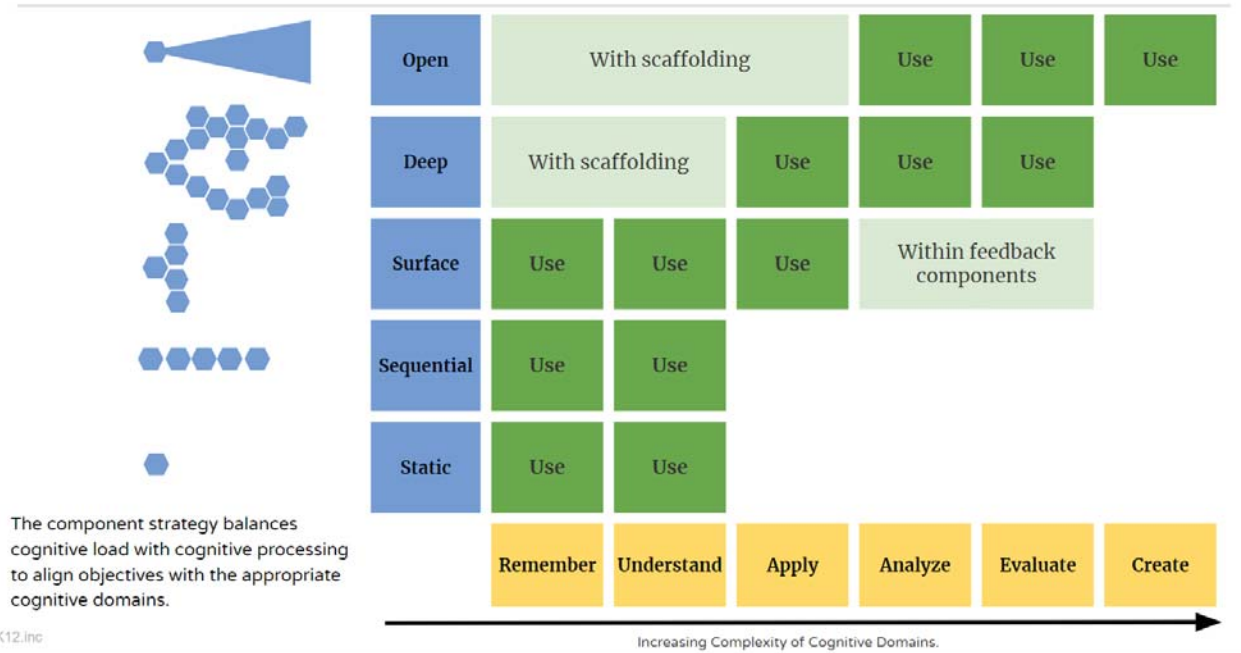 Open
With scaffolding
Use
Use
Use
Deep
With scaffolding
Use
Use
Use
Surface
Use
Use
Use
Within feedback
components
Sequential
Use
Use
Static
Use
Use
The component strategy balances
cognitive load with cognitive processing
to align objectives with the appropriate
cognitive domains.
Remember
Understand
Apply
Analyze
Evaluate
Create
K12.inc
Increasing Complexity of Cognitive Domains.